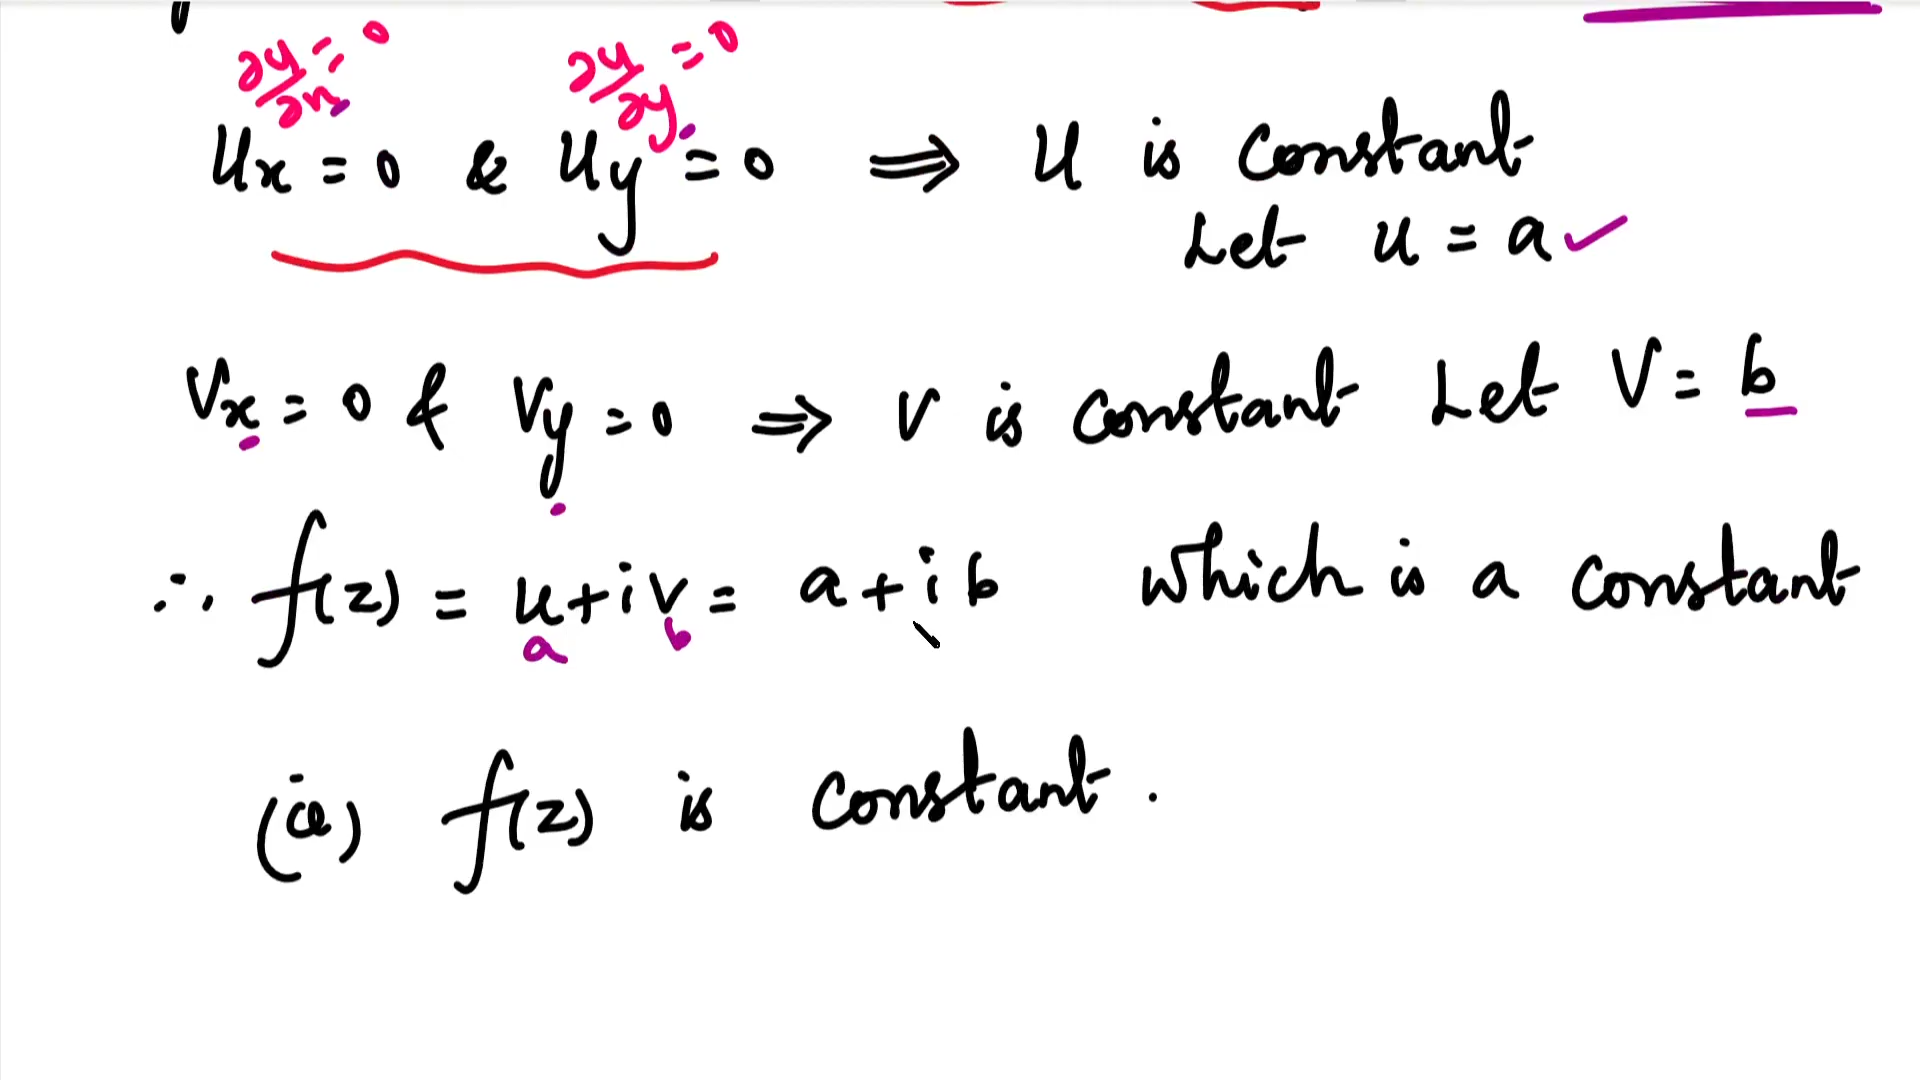 ∂u/∂x = 0 ∂u/∂y = 0
Ux = 0 & Uy = 0 ⇒ U is constant
Let u = a ✓
Vx = 0 & Vy = 0 ⇒ V is constant Let V = b
∴ f(z) = u + iv = a + ib which is a constant
a b
(ie) f(z) is constant.